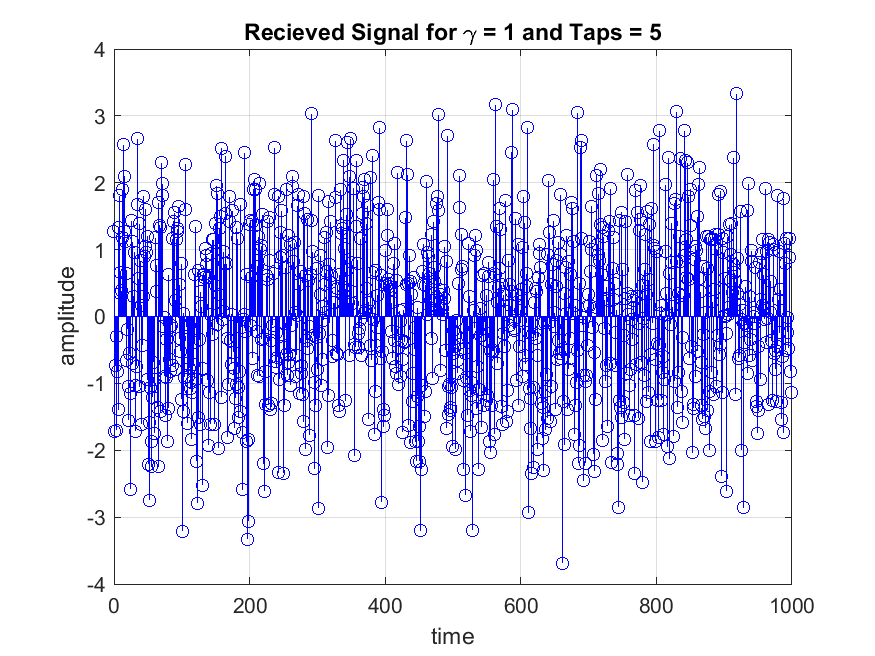 Recieved Signal for γ = 1 and Taps = 5
4
3
2
1
0
-1
-2
-3
-4
amplitude
0 200 400 600 800 1000
time